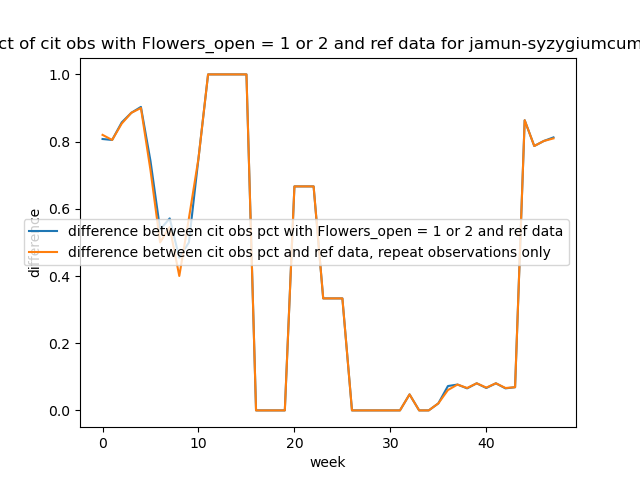 ct of cit obs with Flowers_open = 1 or 2 and ref data for jamun-syzygiumcum
1.0
0.8
0.6
0.4
0.2
0.0
difference
difference between cit obs pct with Flowers_open = 1 or 2 and ref data
difference between cit obs pct and ref data, repeat observations only
0 10 20 30 40
week